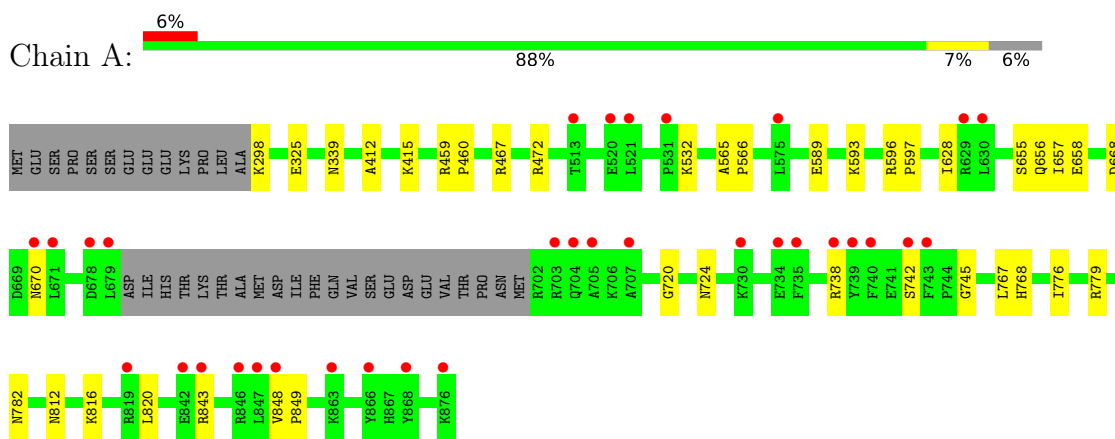 6%
Chain A:
88% 7% 6%
MET GLU SER PRO SER SER GLU GLU GLU LYS PRO LEU ALA K298 E325 N339 A412 K415 R459 P460 R467 R472 T513 E520 L521 P531 K532 A565 P566 L575 E589 K593 R596 P597 I628 R629 L630 S655 Q656 I657 E658 D668
D669 N670 L671 D678 L679 ASP ILE HIS THR LYS THR ALA MET ASP ILE PHE GLN VAL SER GLU ASP GLU VAL THR PRO ASN MET R702 R703 Q704 A705 K706 A707 G720 N724 K730 E734 F735 R738 Y739 F740 E741 S742 F743 P744 G745 L767 H768 I776 R779
N782 N812 K816 R819 L820 E842 R843 R846 L847 V848 P849 K863 Y866 H867 Y868 K876